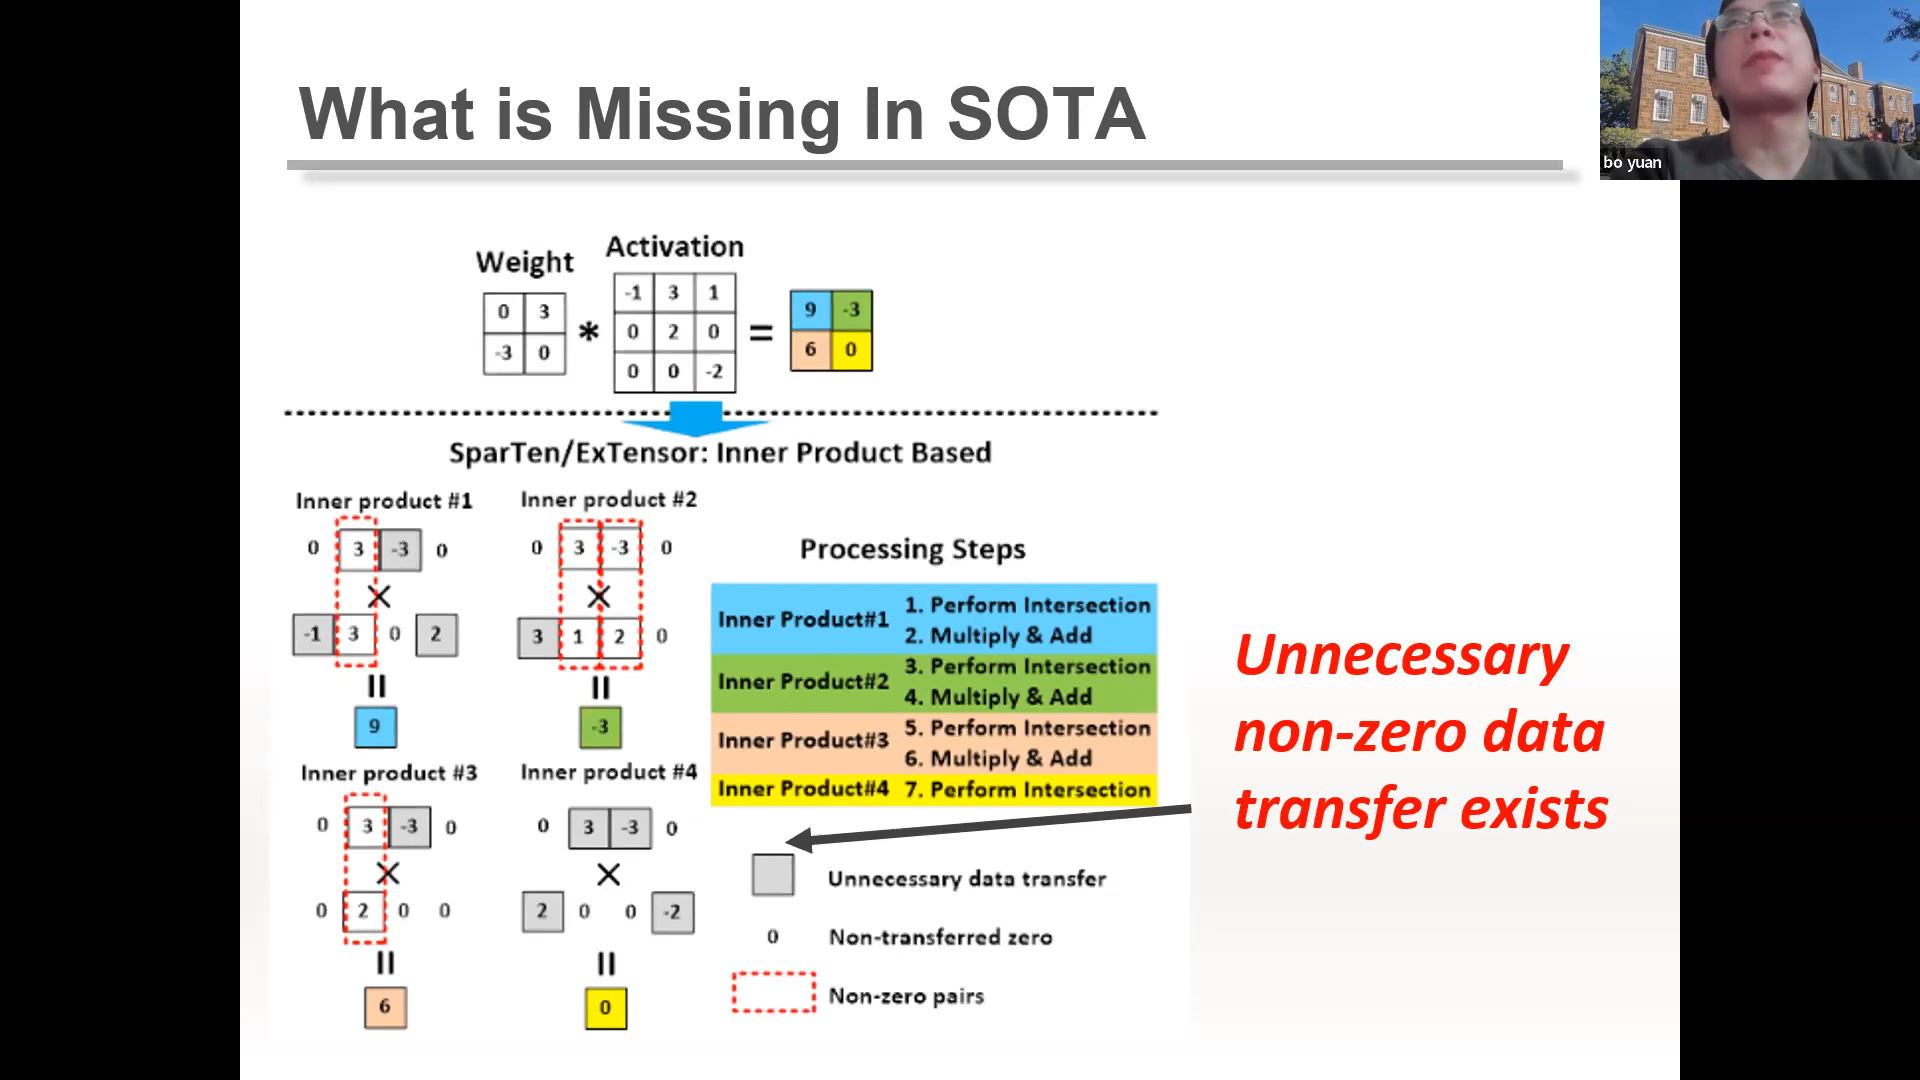 What is Missing In SOTA
bo yuan
Weight
Activation
0 3
-3 0
*
-1 3 1
0 2 0
0 0 -2
=
9 -3
6 0
SparTen/ExTensor: Inner Product Based
Inner product #1
0 3 -3 0
×
-1 3 0 2
=
9
Inner product #2
0 3 -3 0
×
3 1 2 0
=
-3
Inner product #3
0 3 -3 0
×
0 2 0 0
=
6
Inner product #4
0 3 -3 0
×
2 0 0 -2
=
0
Processing Steps
Inner Product#1
1. Perform Intersection
2. Multiply & Add
Inner Product#2
3. Perform Intersection
4. Multiply & Add
Inner Product#3
5. Perform Intersection
6. Multiply & Add
Inner Product#4
7. Perform Intersection
Unnecessary data transfer
0 Non-transferred zero
Non-zero pairs
Unnecessary
non-zero data
transfer exists